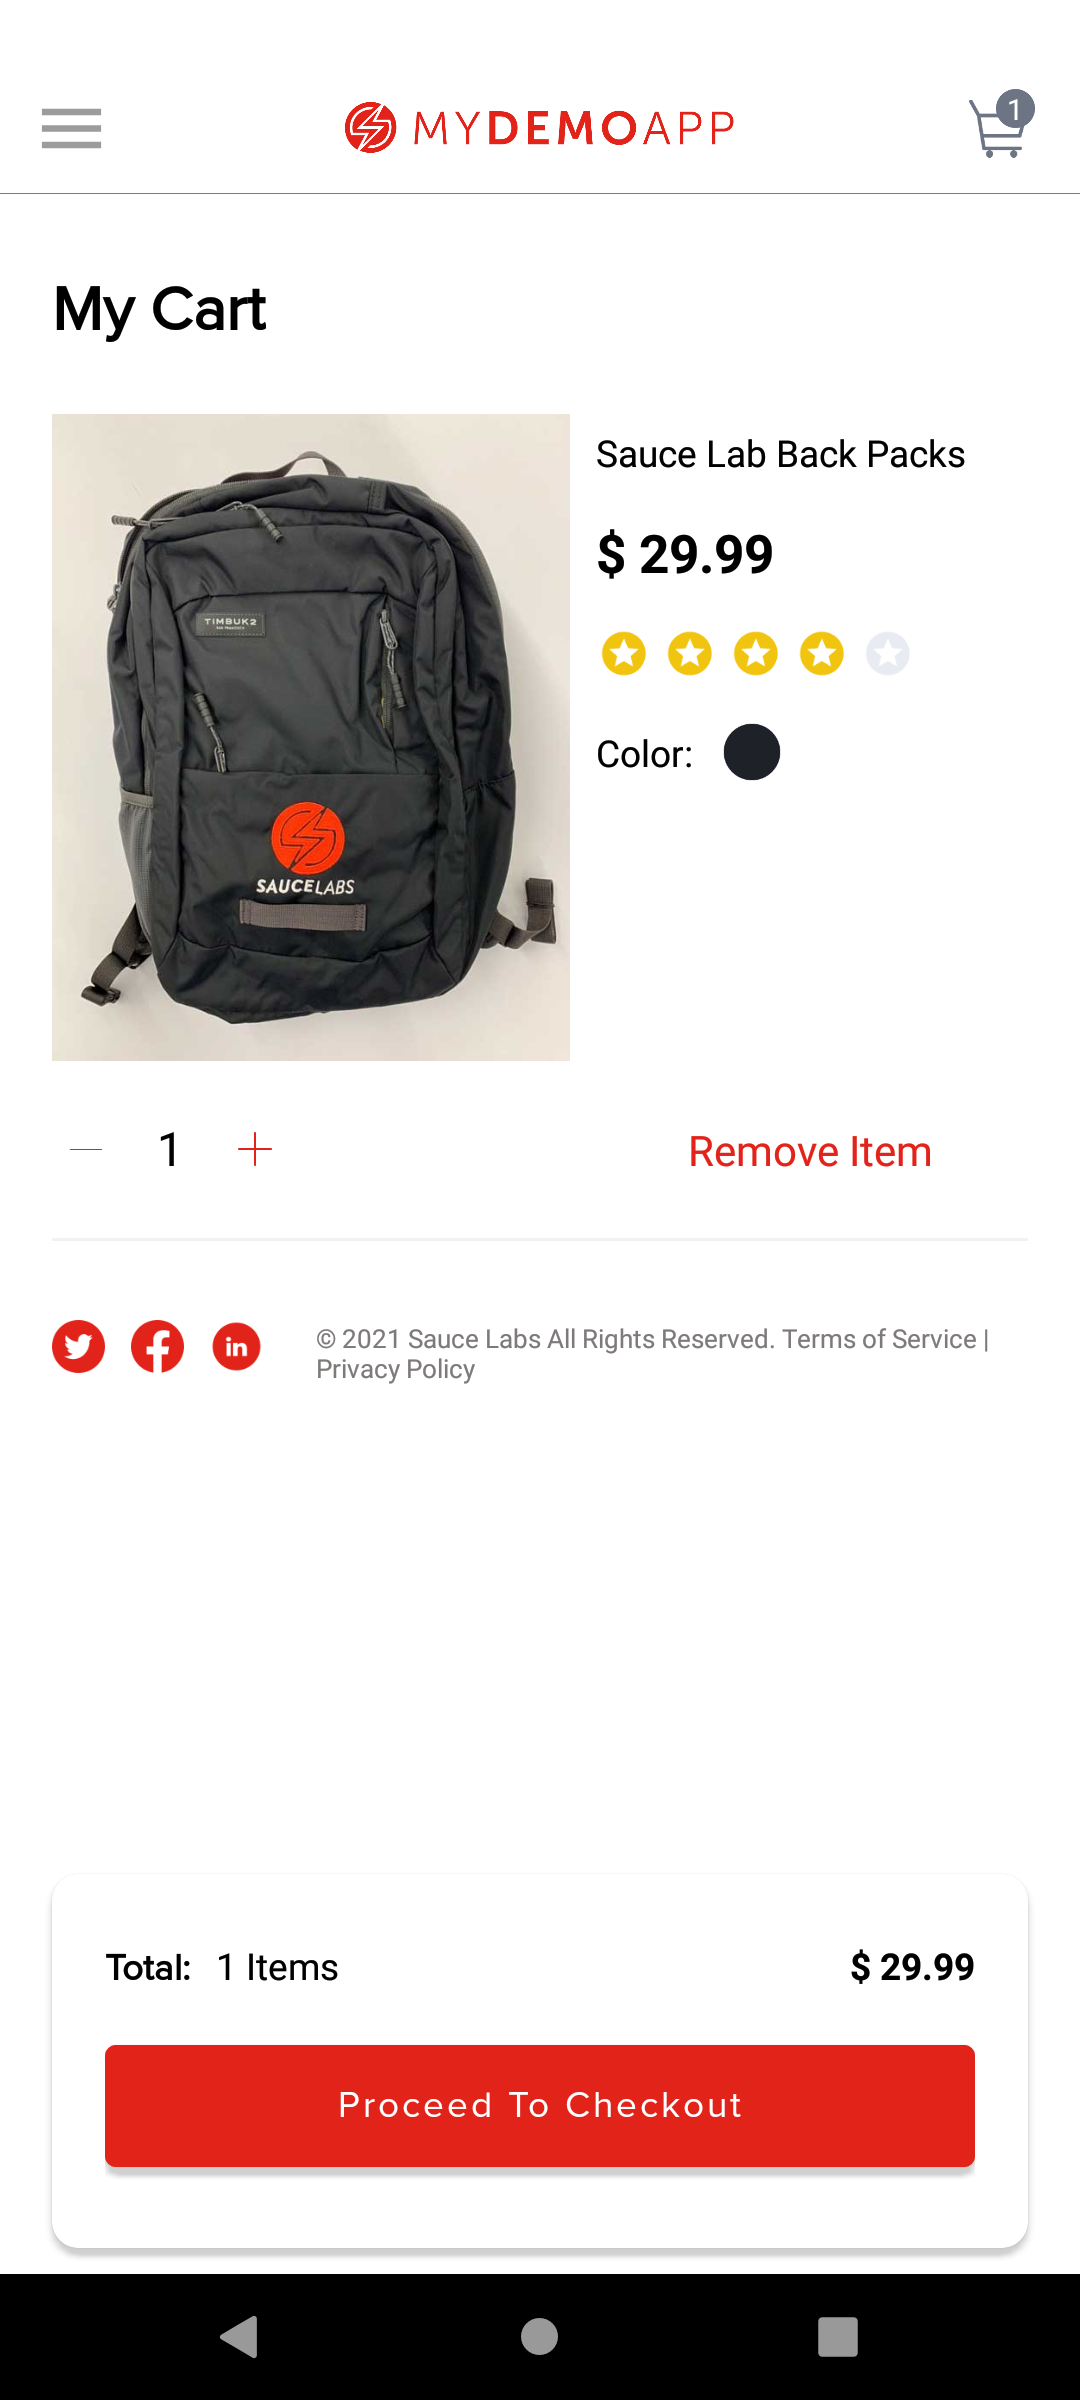 MYDEMOAPP
1
My Cart
Sauce Lab Back Packs
$ 29.99
TIMBUK2
SAUCELABS
Color:
1
Remove Item
in
© 2021 Sauce Labs All Rights Reserved. Terms of Service |
Privacy Policy
Total: 1 Items $ 29.99
Proceed To Checkout